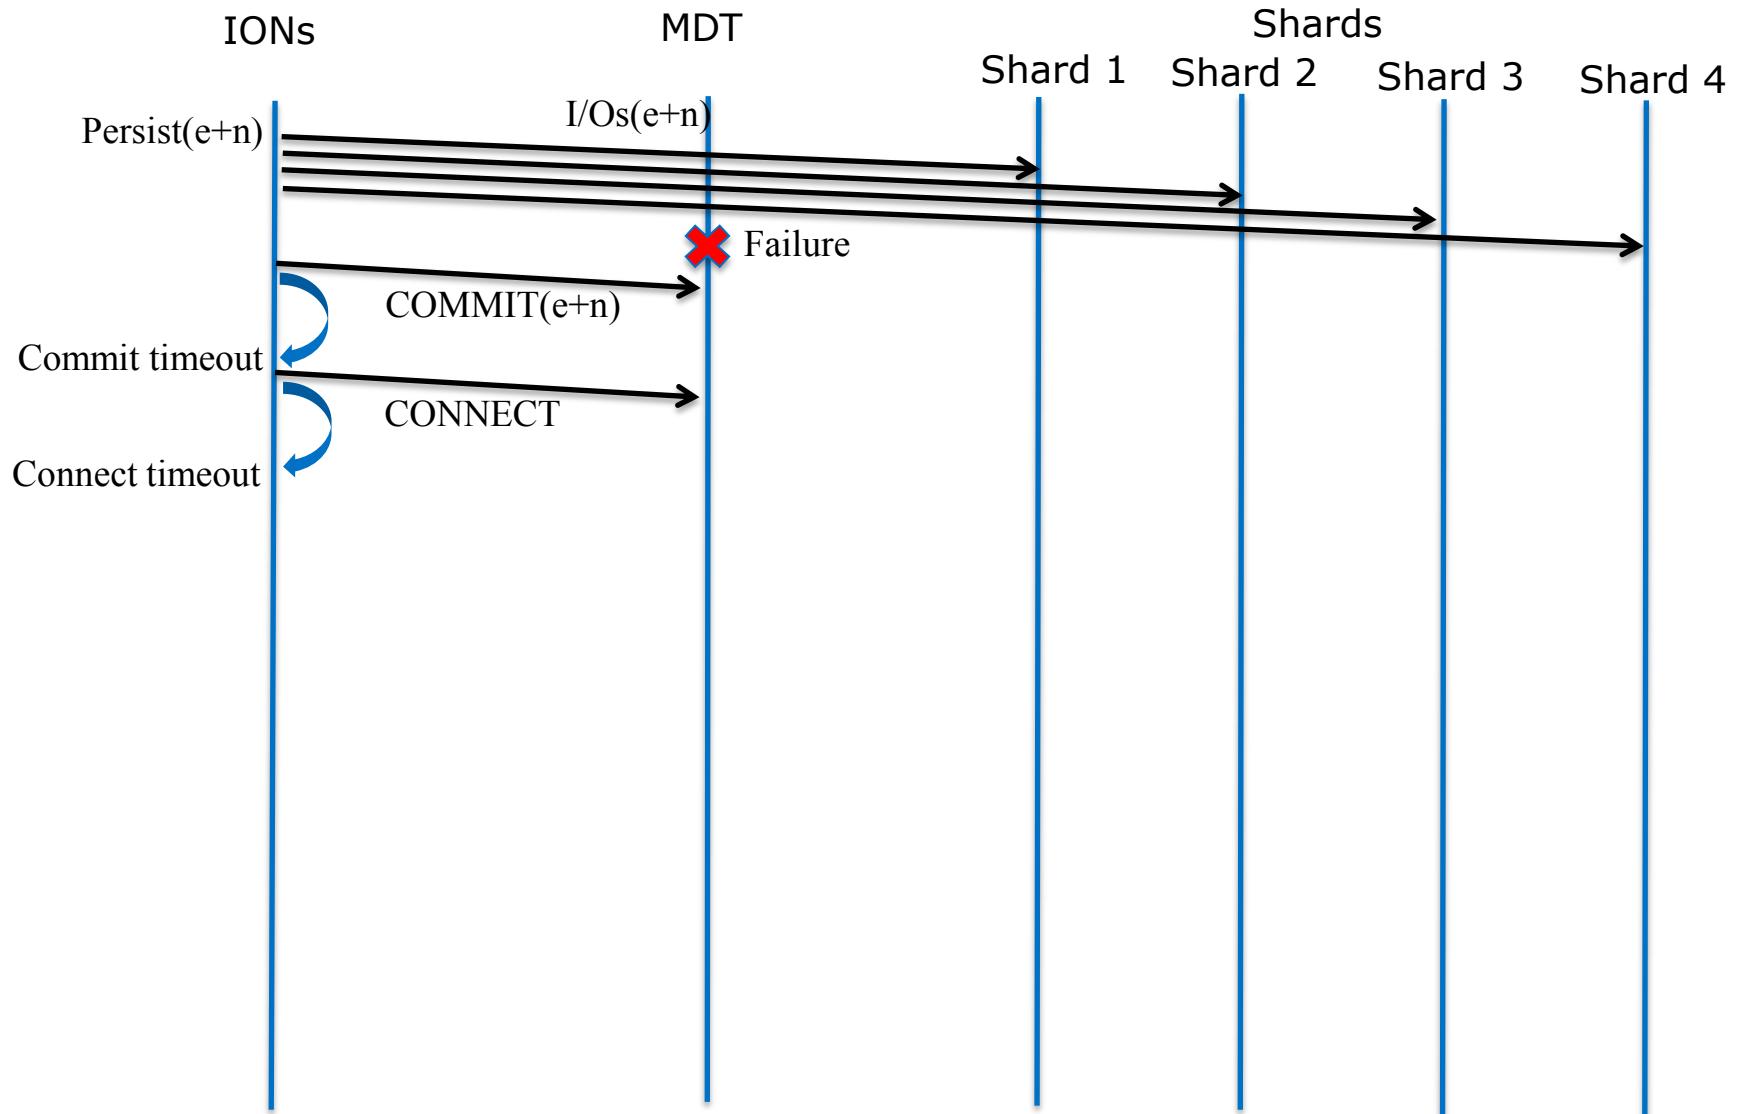 IONs
MDT
Shards
Shard 1
Shard 2
Shard 3
Shard 4
Persist(e+n)
I/Os(e+n)
Failure
COMMIT(e+n)
Commit timeout
CONNECT
Connect timeout